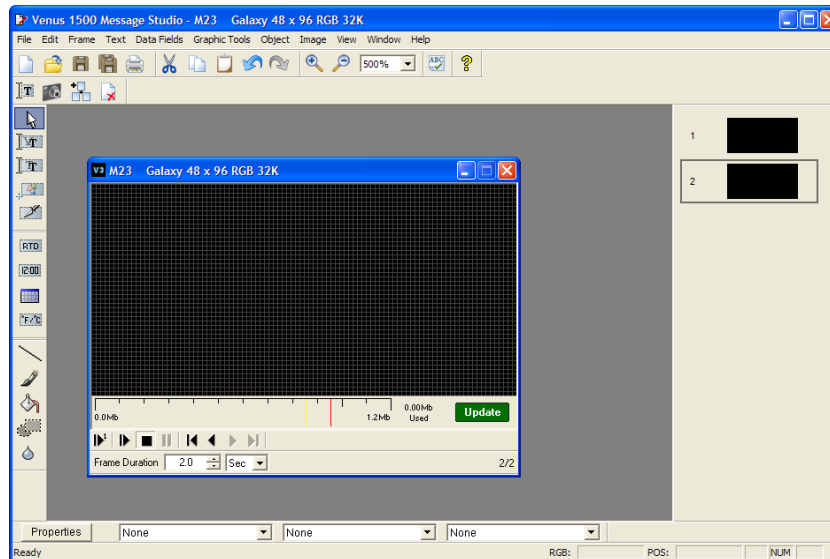 Venus 1500 Message Studio - M23 Galaxy 48 x 96 RGB 32K
File Edit Frame Text Data Fields Graphic Tools Object Image View Window Help
500% ABC
T
T
T
1
V3 M23 Galaxy 48 x 96 RGB 32K
2
RTD
12:00
°F/°C
0.0Mb 1.2Mb 0.00Mb Used Update
1
Frame Duration 2.0 Sec 2/2
Properties None None None
Ready RGB: POS: NUM